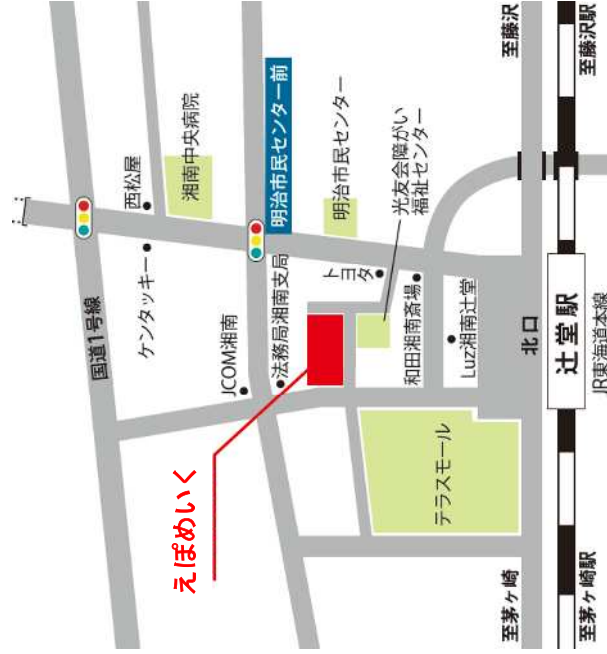 国道1号線
西松屋
湘南中央病院
ケンタッキー
明治市民センター前
明治市民センター
JCOM湘南
法務局湘南支局
トヨタ
光友会障がい
福祉センター
和田湘南斎場
Luz湘南辻堂
えぽめいく
テラスモール
北口
辻堂駅
JR東海道本線
至藤沢
至藤沢駅
至茅ヶ崎
至茅ヶ崎駅